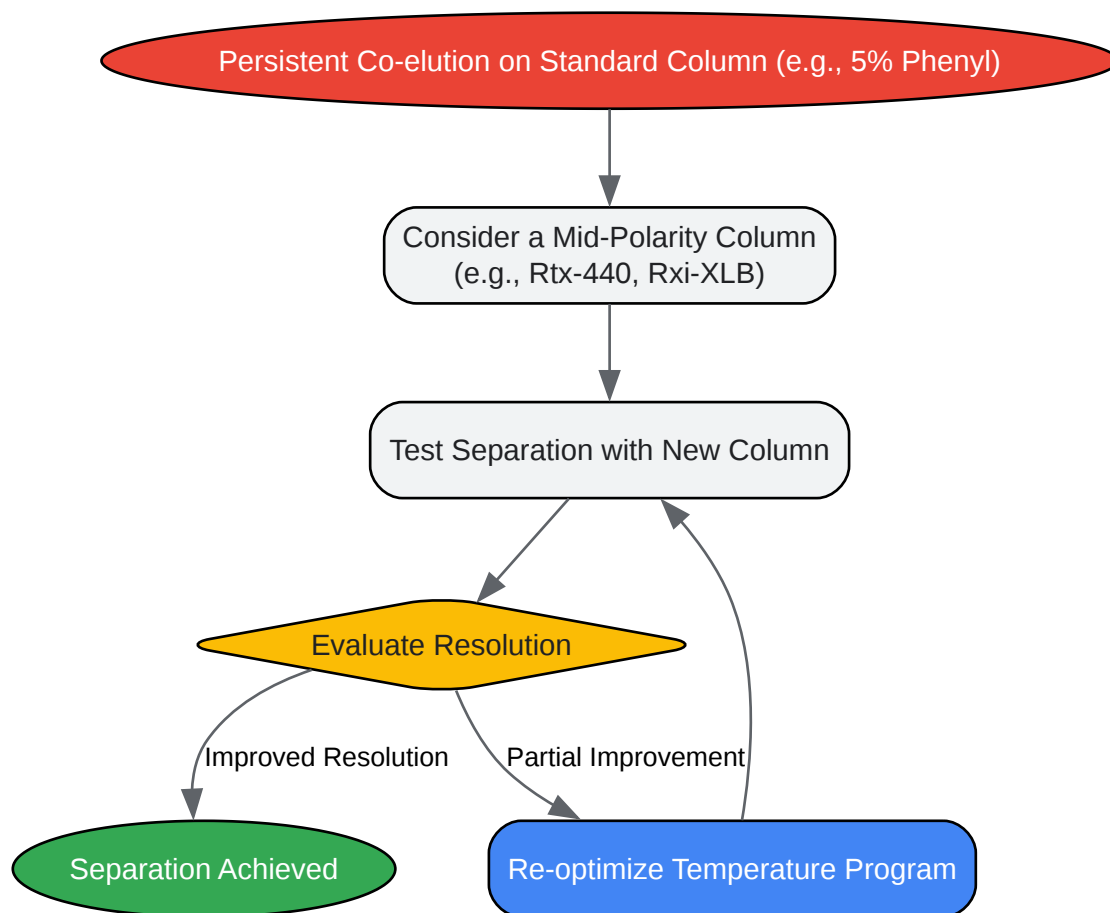 Persistent Co-elution on Standard Column (e.g., 5% Phenyl)
Consider a Mid-Polarity Column
(e.g., Rtx-440, Rxi-XLB)
Test Separation with New Column
Evaluate Resolution
Improved Resolution
Partial Improvement
Separation Achieved
Re-optimize Temperature Program